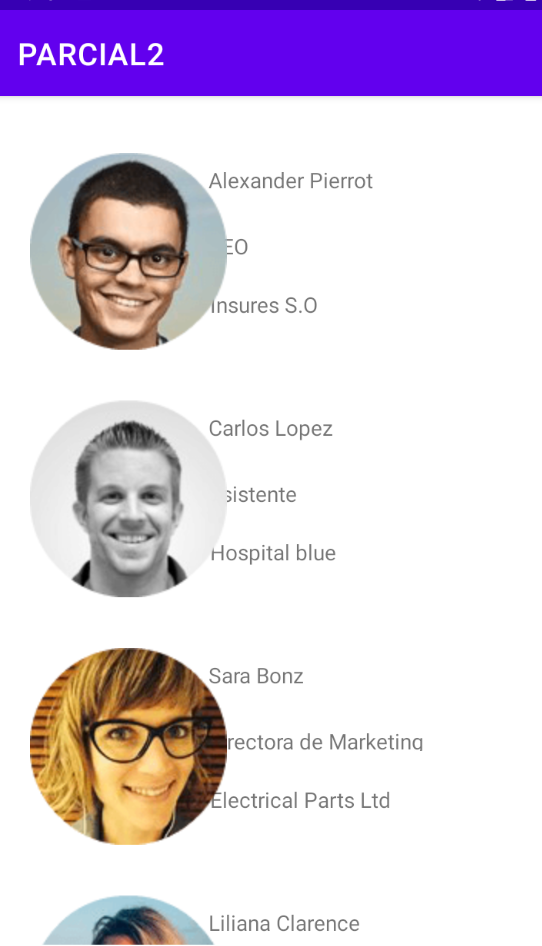 PARCIAL2
Alexander Pierrot
EO
Insures S.O
Carlos Lopez
sistente
Hospital blue
Sara Bonz
rectora de Marketing
Electrical Parts Ltd
Liliana Clarence